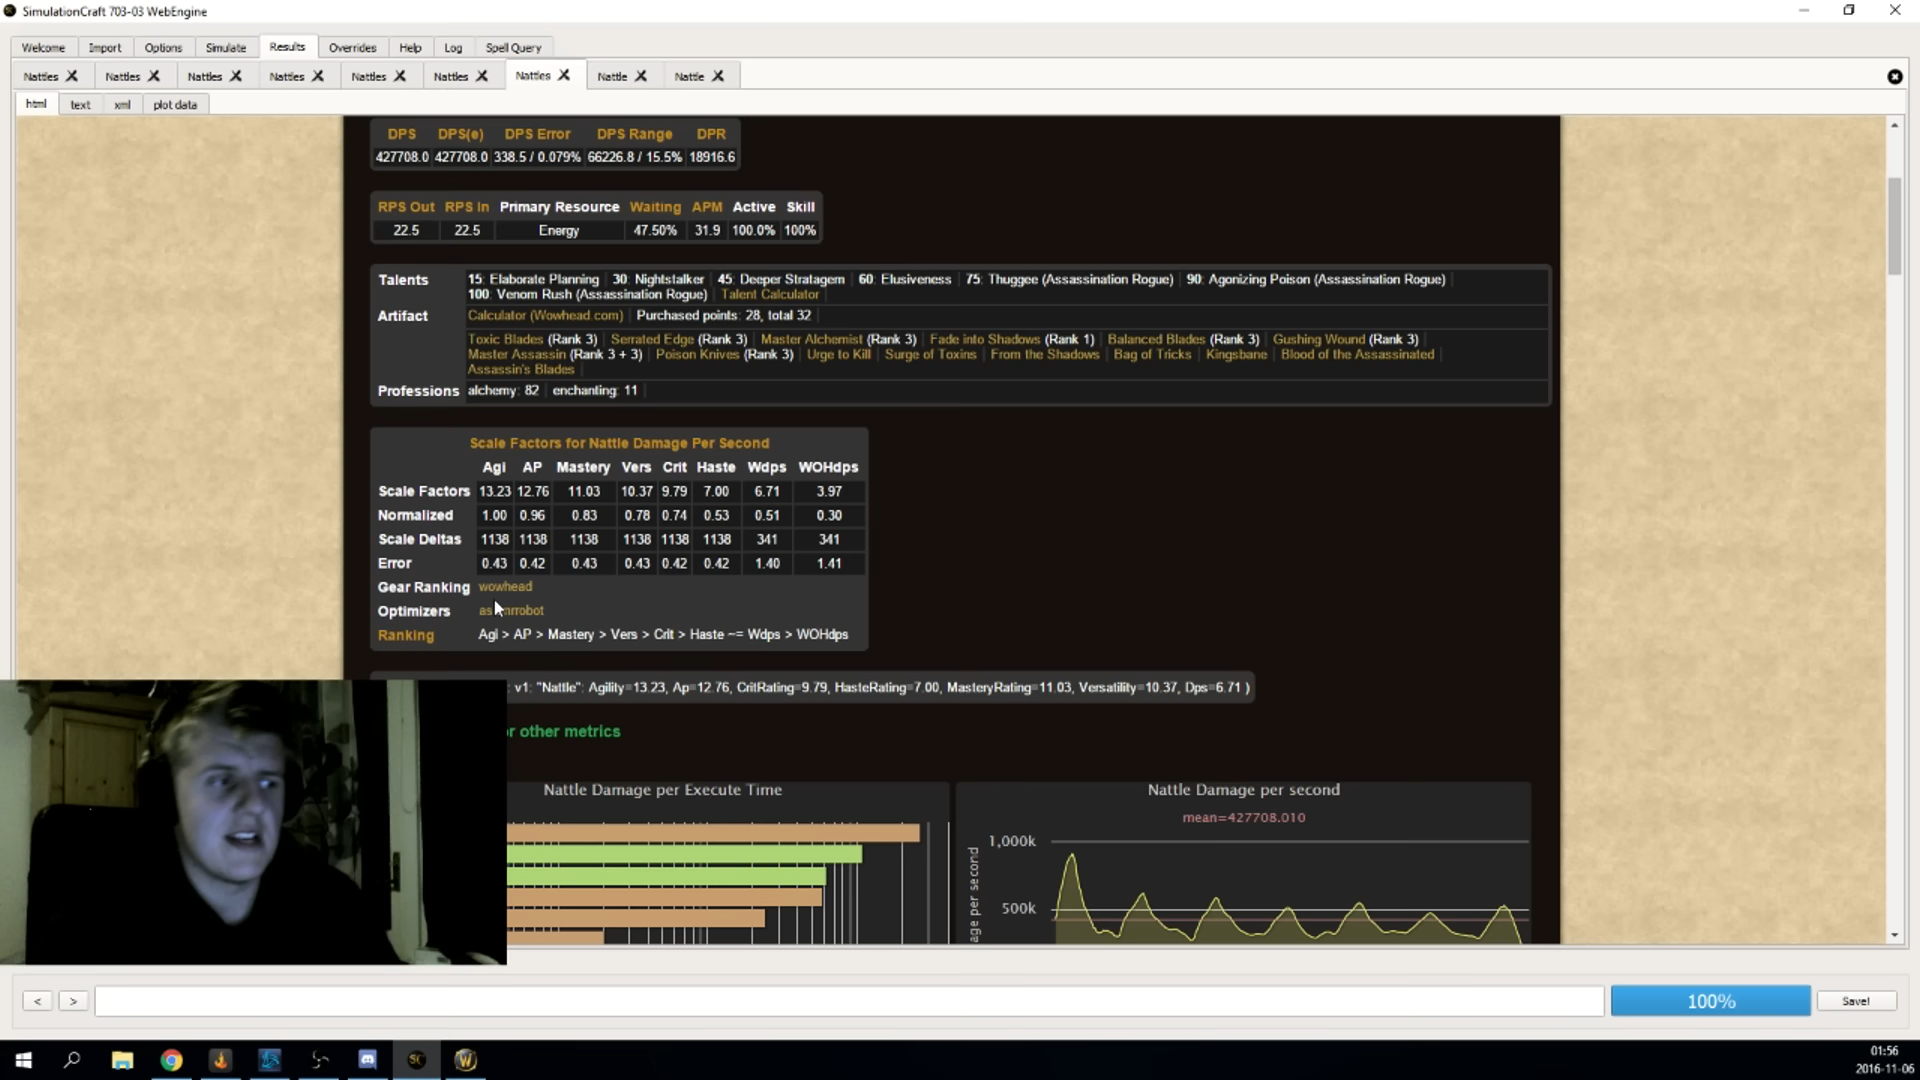 SimulationCraft 703-03 WebEngine
Welcome Import Options Simulate Results Overrides Help Log Spell Query
Nattles Nattles Nattles Nattles Nattles Nattles Nattles Nattle Nattle
html text xml plot data
DPS DPS(e) DPS Error DPS Range DPR
427708.0 427708.0 338.5 / 0.079% 66226.8 / 15.5% 18916.6
RPS Out RPS In Primary Resource Waiting APM Active Skill
22.5 22.5 Energy 47.50% 31.9 100.0% 100%
Talents 15: Elaborate Planning | 30: Nightstalker | 45: Deeper Stratagem | 60: Elusiveness | 75: Thuggee (Assassination Rogue) | 90: Agonizing Poison (Assassination Rogue) |
100: Venom Rush (Assassination Rogue) | Talent Calculator |
Artifact Calculator (Wowhead.com) | Purchased points: 28, total 32 |
Toxic Blades (Rank 3) | Serrated Edge (Rank 3) | Master Alchemist (Rank 3) | Fade into Shadows (Rank 1) | Balanced Blades (Rank 3) | Gushing Wound (Rank 3) |
Master Assassin (Rank 3 + 3) | Poison Knives (Rank 3) | Urge to Kill | Surge of Toxins | From the Shadows | Bag of Tricks | Kingsbane | Blood of the Assassinated |
Assassin's Blades |
Professions alchemy: 82 | enchanting: 11 |
Scale Factors for Nattle Damage Per Second
Agi AP Mastery Vers Crit Haste Wdps WOHdps
Scale Factors 13.23 12.76 11.03 10.37 9.79 7.00 6.71 3.97
Normalized 1.00 0.96 0.83 0.78 0.74 0.53 0.51 0.30
Scale Deltas 1138 1138 1138 1138 1138 1138 341 341
Error 0.43 0.42 0.43 0.43 0.42 0.42 1.40 1.41
Gear Ranking wowhead
Optimizers
Ranking Agi > AP > Mastery > Vers > Crit > Haste ~= Wdps > WOHdps
: v1: "Nattle": Agility=13.23, Ap=12.76, CritRating=9.79, HasteRating=7.00, MasteryRating=11.03, Versatility=10.37, Dps=6.71 )
or other metrics
Nattle Damage per Execute Time
Nattle Damage per second
mean=427708.010
1,000k
500k
age per second
< > 100% Save!
01:56
2016-11-06